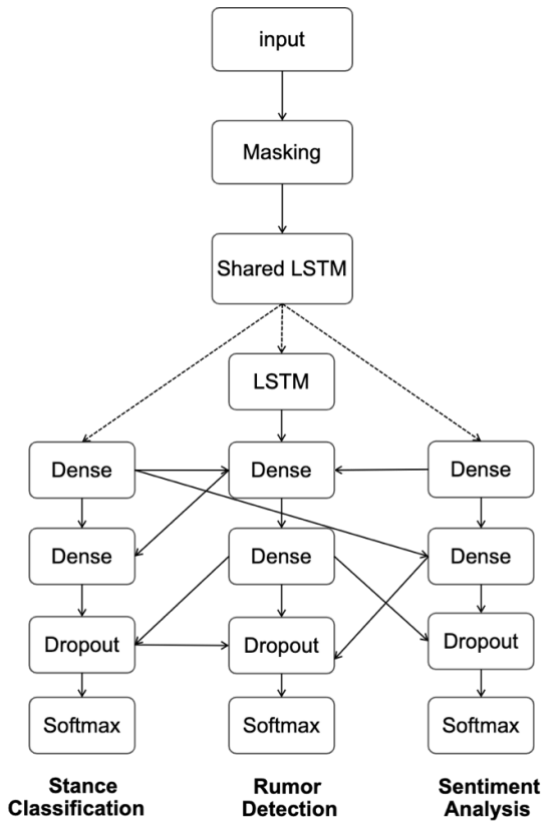 input
Masking
Shared LSTM
LSTM
Dense
Dense
Dense
Dense
Dense
Dense
Dropout
Dropout
Dropout
Softmax
Softmax
Softmax
Stance
Classification
Rumor
Detection
Sentiment
Analysis